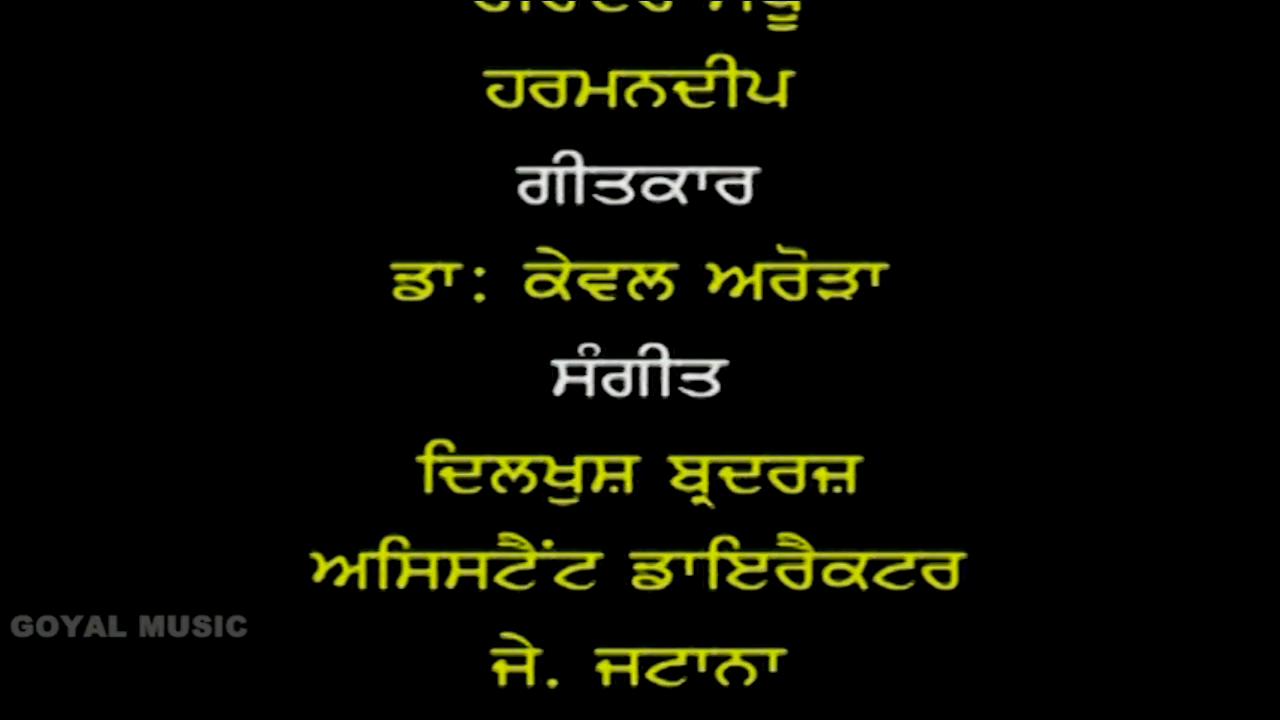 ਹਰਮਨਦੀਪ
ਗੀਤਕਾਰ
ਡਾ: ਕੇਵਲ ਅਰੋੜਾ
ਸੰਗੀਤ
ਦਿਲਖੁਸ਼ ਬ੍ਰਦਰਜ਼
ਅਸਿਸਟੈਂਟ ਡਾਇਰੈਕਟਰ
GOYAL MUSIC
ਜੇ. ਜਟਾਨਾ